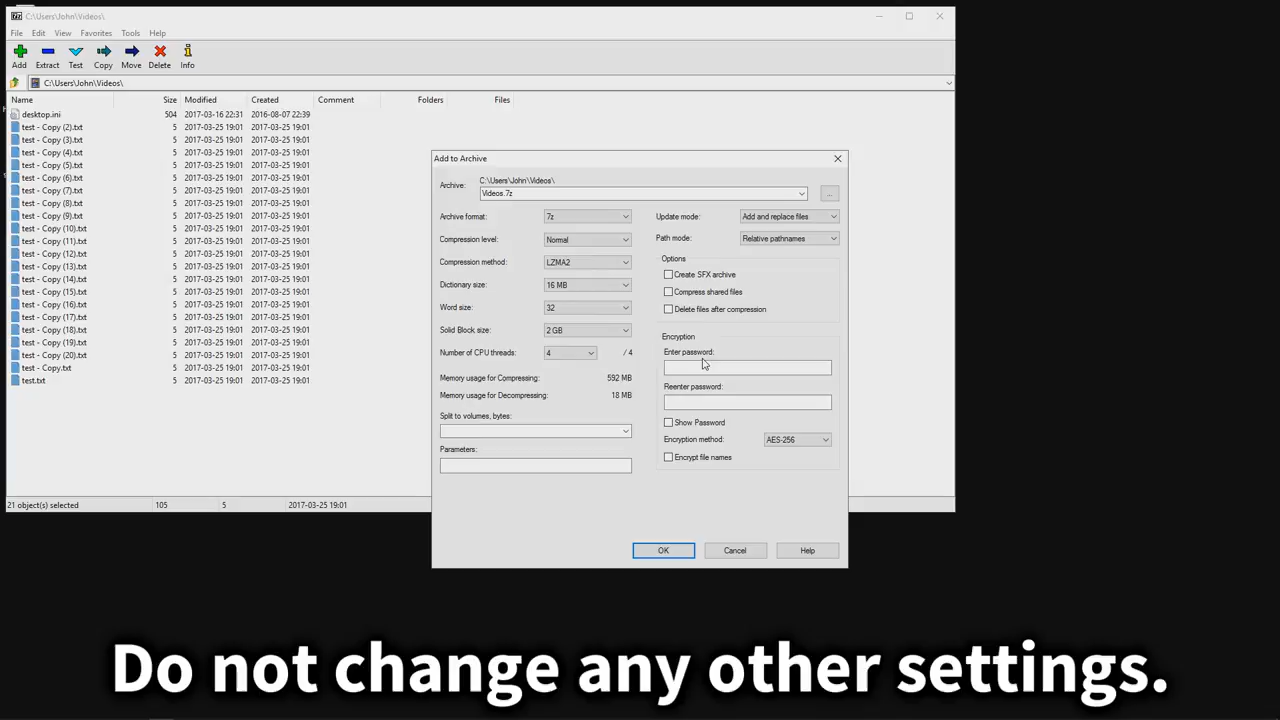 C:\Users\John\Videos\
File Edit View Favorites Tools Help
Add Extract Test Copy Move Delete Info
C:\Users\John\Videos\
Name Size Modified Created Comment Folders Files
desktop.ini 504 2017-03-16 22:31 2016-08-07 22:39
test - Copy (2).txt 5 2017-03-25 19:01 2017-03-25 19:01
test - Copy (3).txt 5 2017-03-25 19:01 2017-03-25 19:01
test - Copy (4).txt 5 2017-03-25 19:01 2017-03-25 19:01
test - Copy (5).txt 5 2017-03-25 19:01 2017-03-25 19:01
test - Copy (6).txt 5 2017-03-25 19:01 2017-03-25 19:01
test - Copy (7).txt 5 2017-03-25 19:01 2017-03-25 19:01
test - Copy (8).txt 5 2017-03-25 19:01 2017-03-25 19:01
test - Copy (9).txt 5 2017-03-25 19:01 2017-03-25 19:01
test - Copy (10).txt 5 2017-03-25 19:01 2017-03-25 19:01
test - Copy (11).txt 5 2017-03-25 19:01 2017-03-25 19:01
test - Copy (12).txt 5 2017-03-25 19:01 2017-03-25 19:01
test - Copy (13).txt 5 2017-03-25 19:01 2017-03-25 19:01
test - Copy (14).txt 5 2017-03-25 19:01 2017-03-25 19:01
test - Copy (15).txt 5 2017-03-25 19:01 2017-03-25 19:01
test - Copy (16).txt 5 2017-03-25 19:01 2017-03-25 19:01
test - Copy (17).txt 5 2017-03-25 19:01 2017-03-25 19:01
test - Copy (18).txt 5 2017-03-25 19:01 2017-03-25 19:01
test - Copy (19).txt 5 2017-03-25 19:01 2017-03-25 19:01
test - Copy (20).txt 5 2017-03-25 19:01 2017-03-25 19:01
test - Copy.txt 5 2017-03-25 19:01 2017-03-25 19:01
test.txt 5 2017-03-25 19:01 2017-03-25 19:01
21 object(s) selected 105 5 2017-03-25 19:01
Add to Archive
C:\Users\John\Videos\
Archive: Videos.7z ...
Archive format: 7z
Compression level: Normal
Compression method: LZMA2
Dictionary size: 16 MB
Word size: 32
Solid Block size: 2 GB
Number of CPU threads: 4 / 4
Memory usage for Compressing: 592 MB
Memory usage for Decompressing: 18 MB
Split to volumes, bytes:
Parameters:
Update mode: Add and replace files
Path mode: Relative pathnames
Options
Create SFX archive
Compress shared files
Delete files after compression
Encryption
Enter password:
Reenter password:
Show Password
Encryption method: AES-256
Encrypt file names
OK Cancel Help
Do not change any other settings.